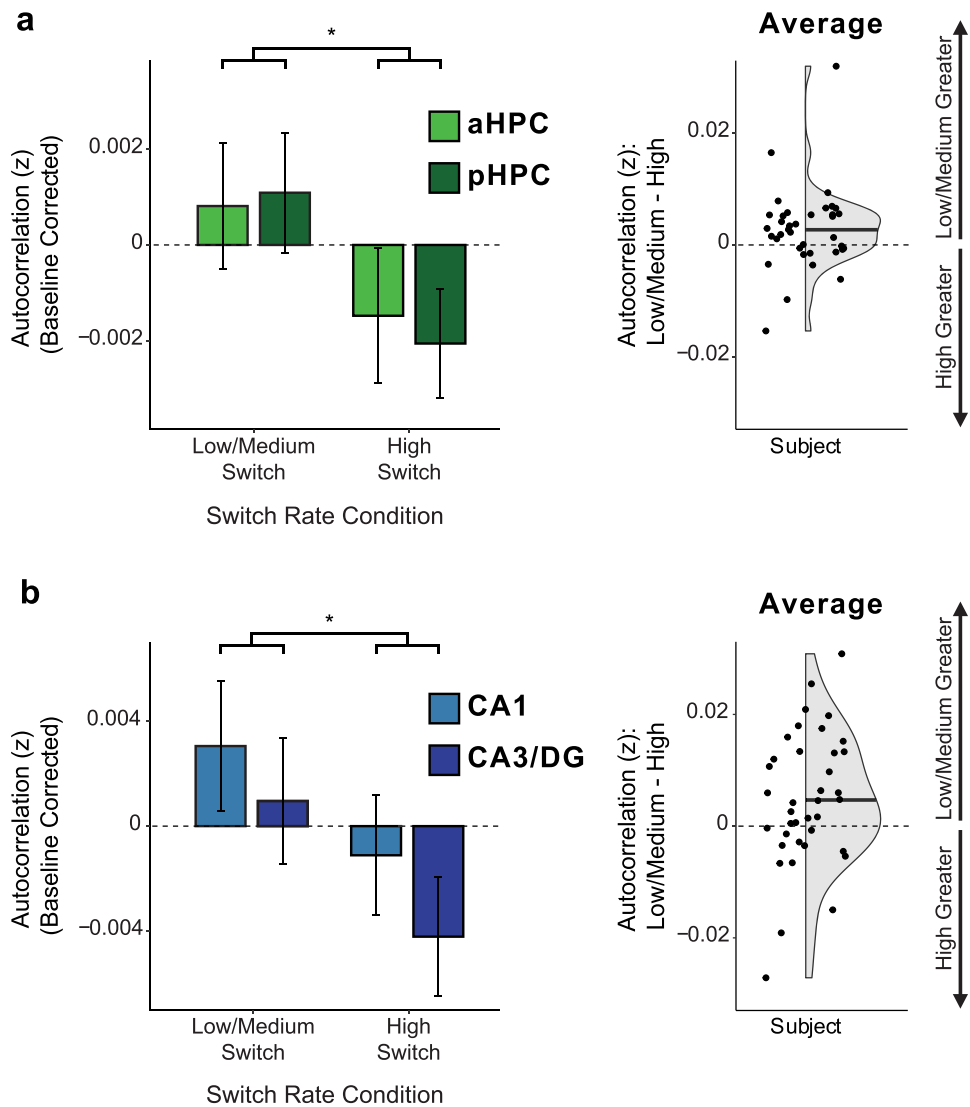 a
*
Average
aHPC
pHPC
Autocorrelation (z)
(Baseline Corrected)
0.002
0
−0.002
Low/Medium
Switch
High
Switch
Switch Rate Condition
Autocorrelation (z):
Low/Medium - High
0.02
0
−0.02
Subject
Low/Medium Greater
High Greater
b
*
Average
CA1
CA3/DG
Autocorrelation (z)
(Baseline Corrected)
0.004
0
−0.004
Low/Medium
Switch
High
Switch
Switch Rate Condition
Autocorrelation (z):
Low/Medium - High
0.02
0
−0.02
Subject
Low/Medium Greater
High Greater